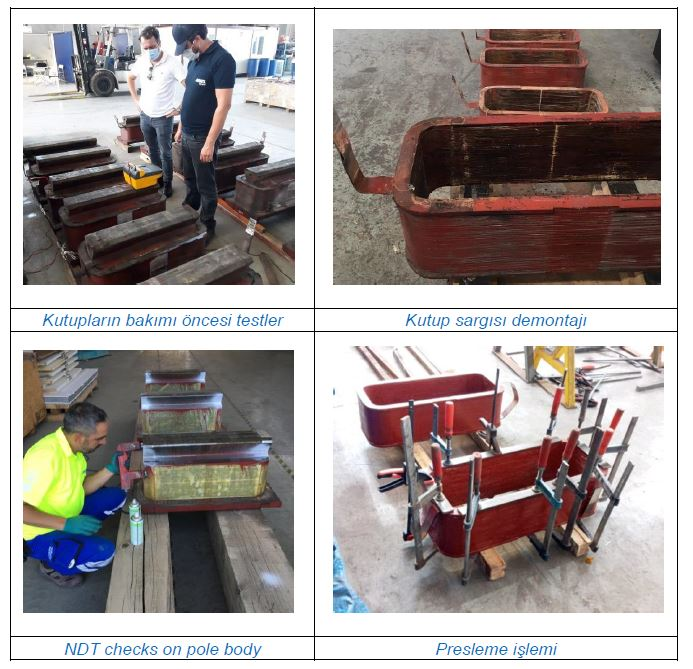 Kutupların bakımı öncesi testler
Kutup sargısı demontajı
NDT checks on pole body
Presleme işlemi